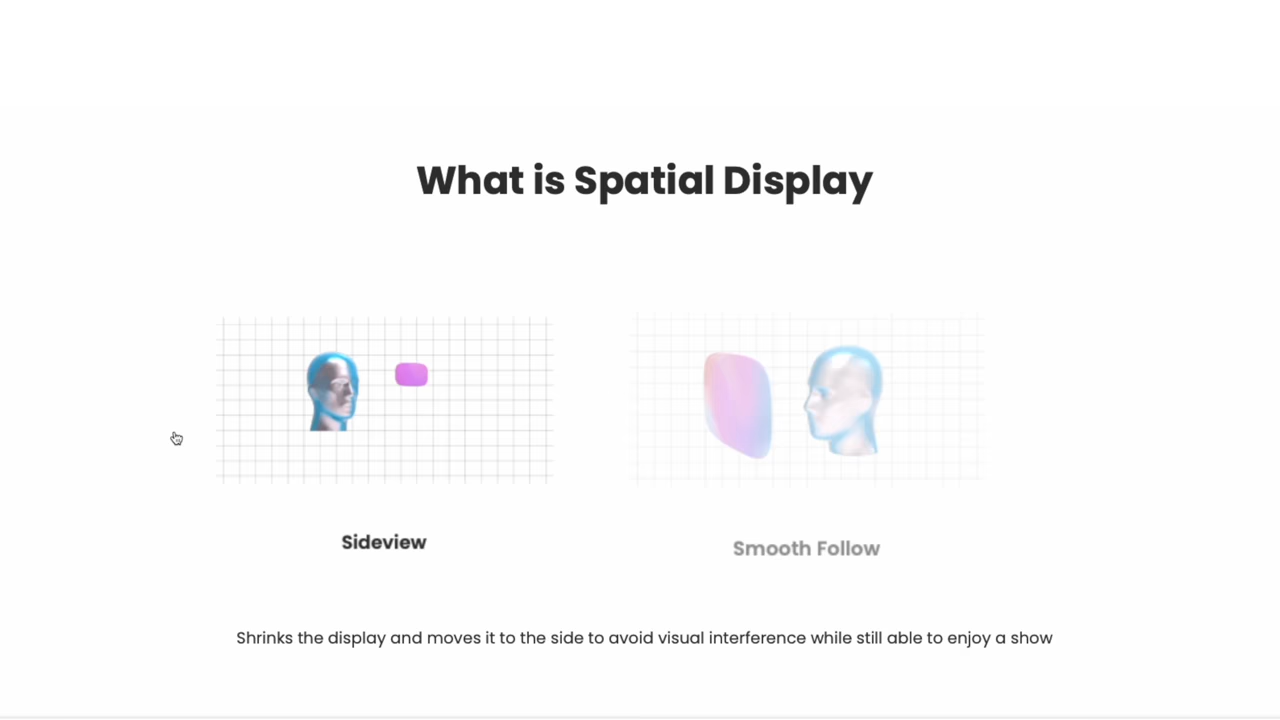 What is Spatial Display
Sideview
Smooth Follow
Shrinks the display and moves it to the side to avoid visual interference while still able to enjoy a show